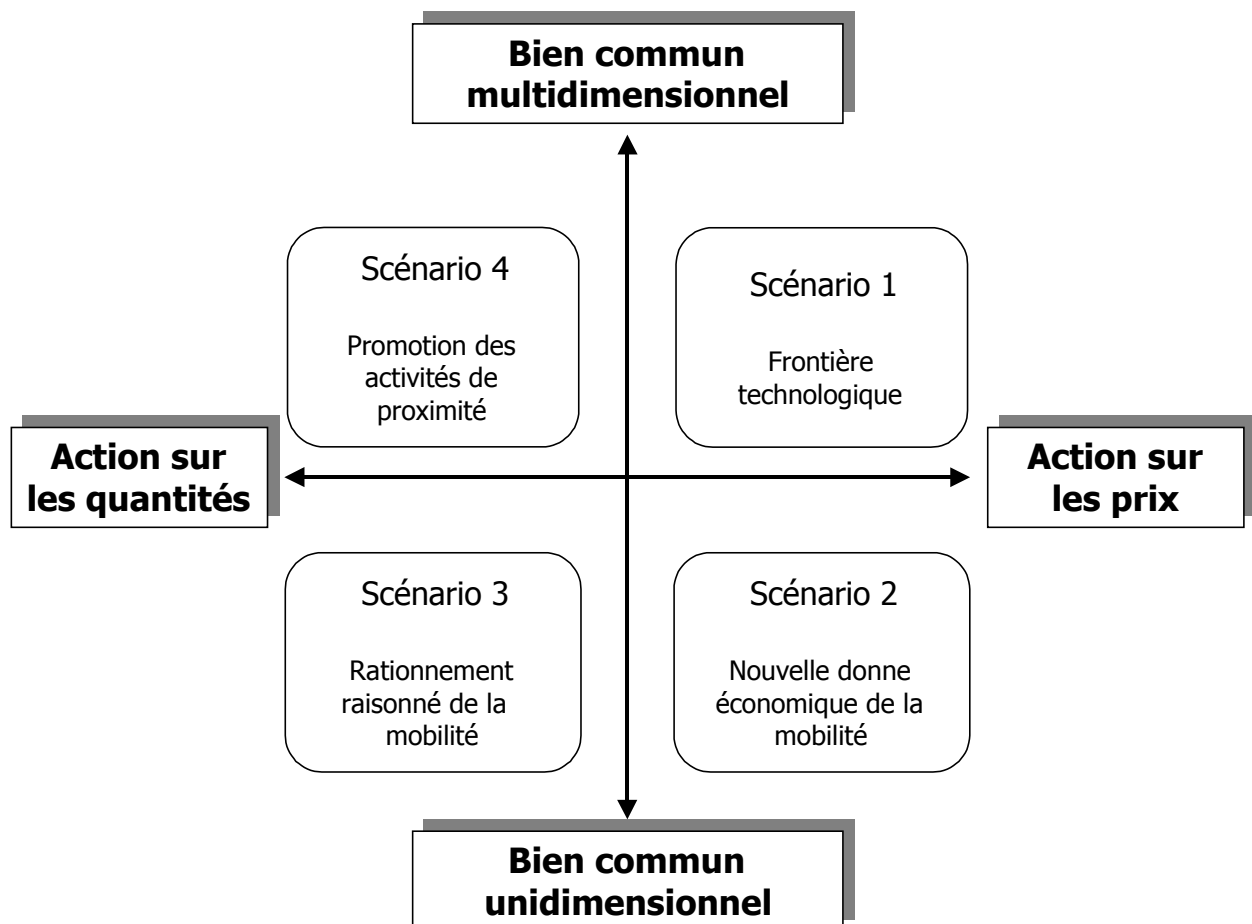 Bien commun
multidimensionnel
Scénario 4
Promotion des
activités de
proximité
Scénario 1
Frontière
technologique
Action sur
les quantités
Action sur
les prix
Scénario 3
Rationnement
raisonné de la
mobilité
Scénario 2
Nouvelle donne
économique de la
mobilité
Bien commun
unidimensionnel